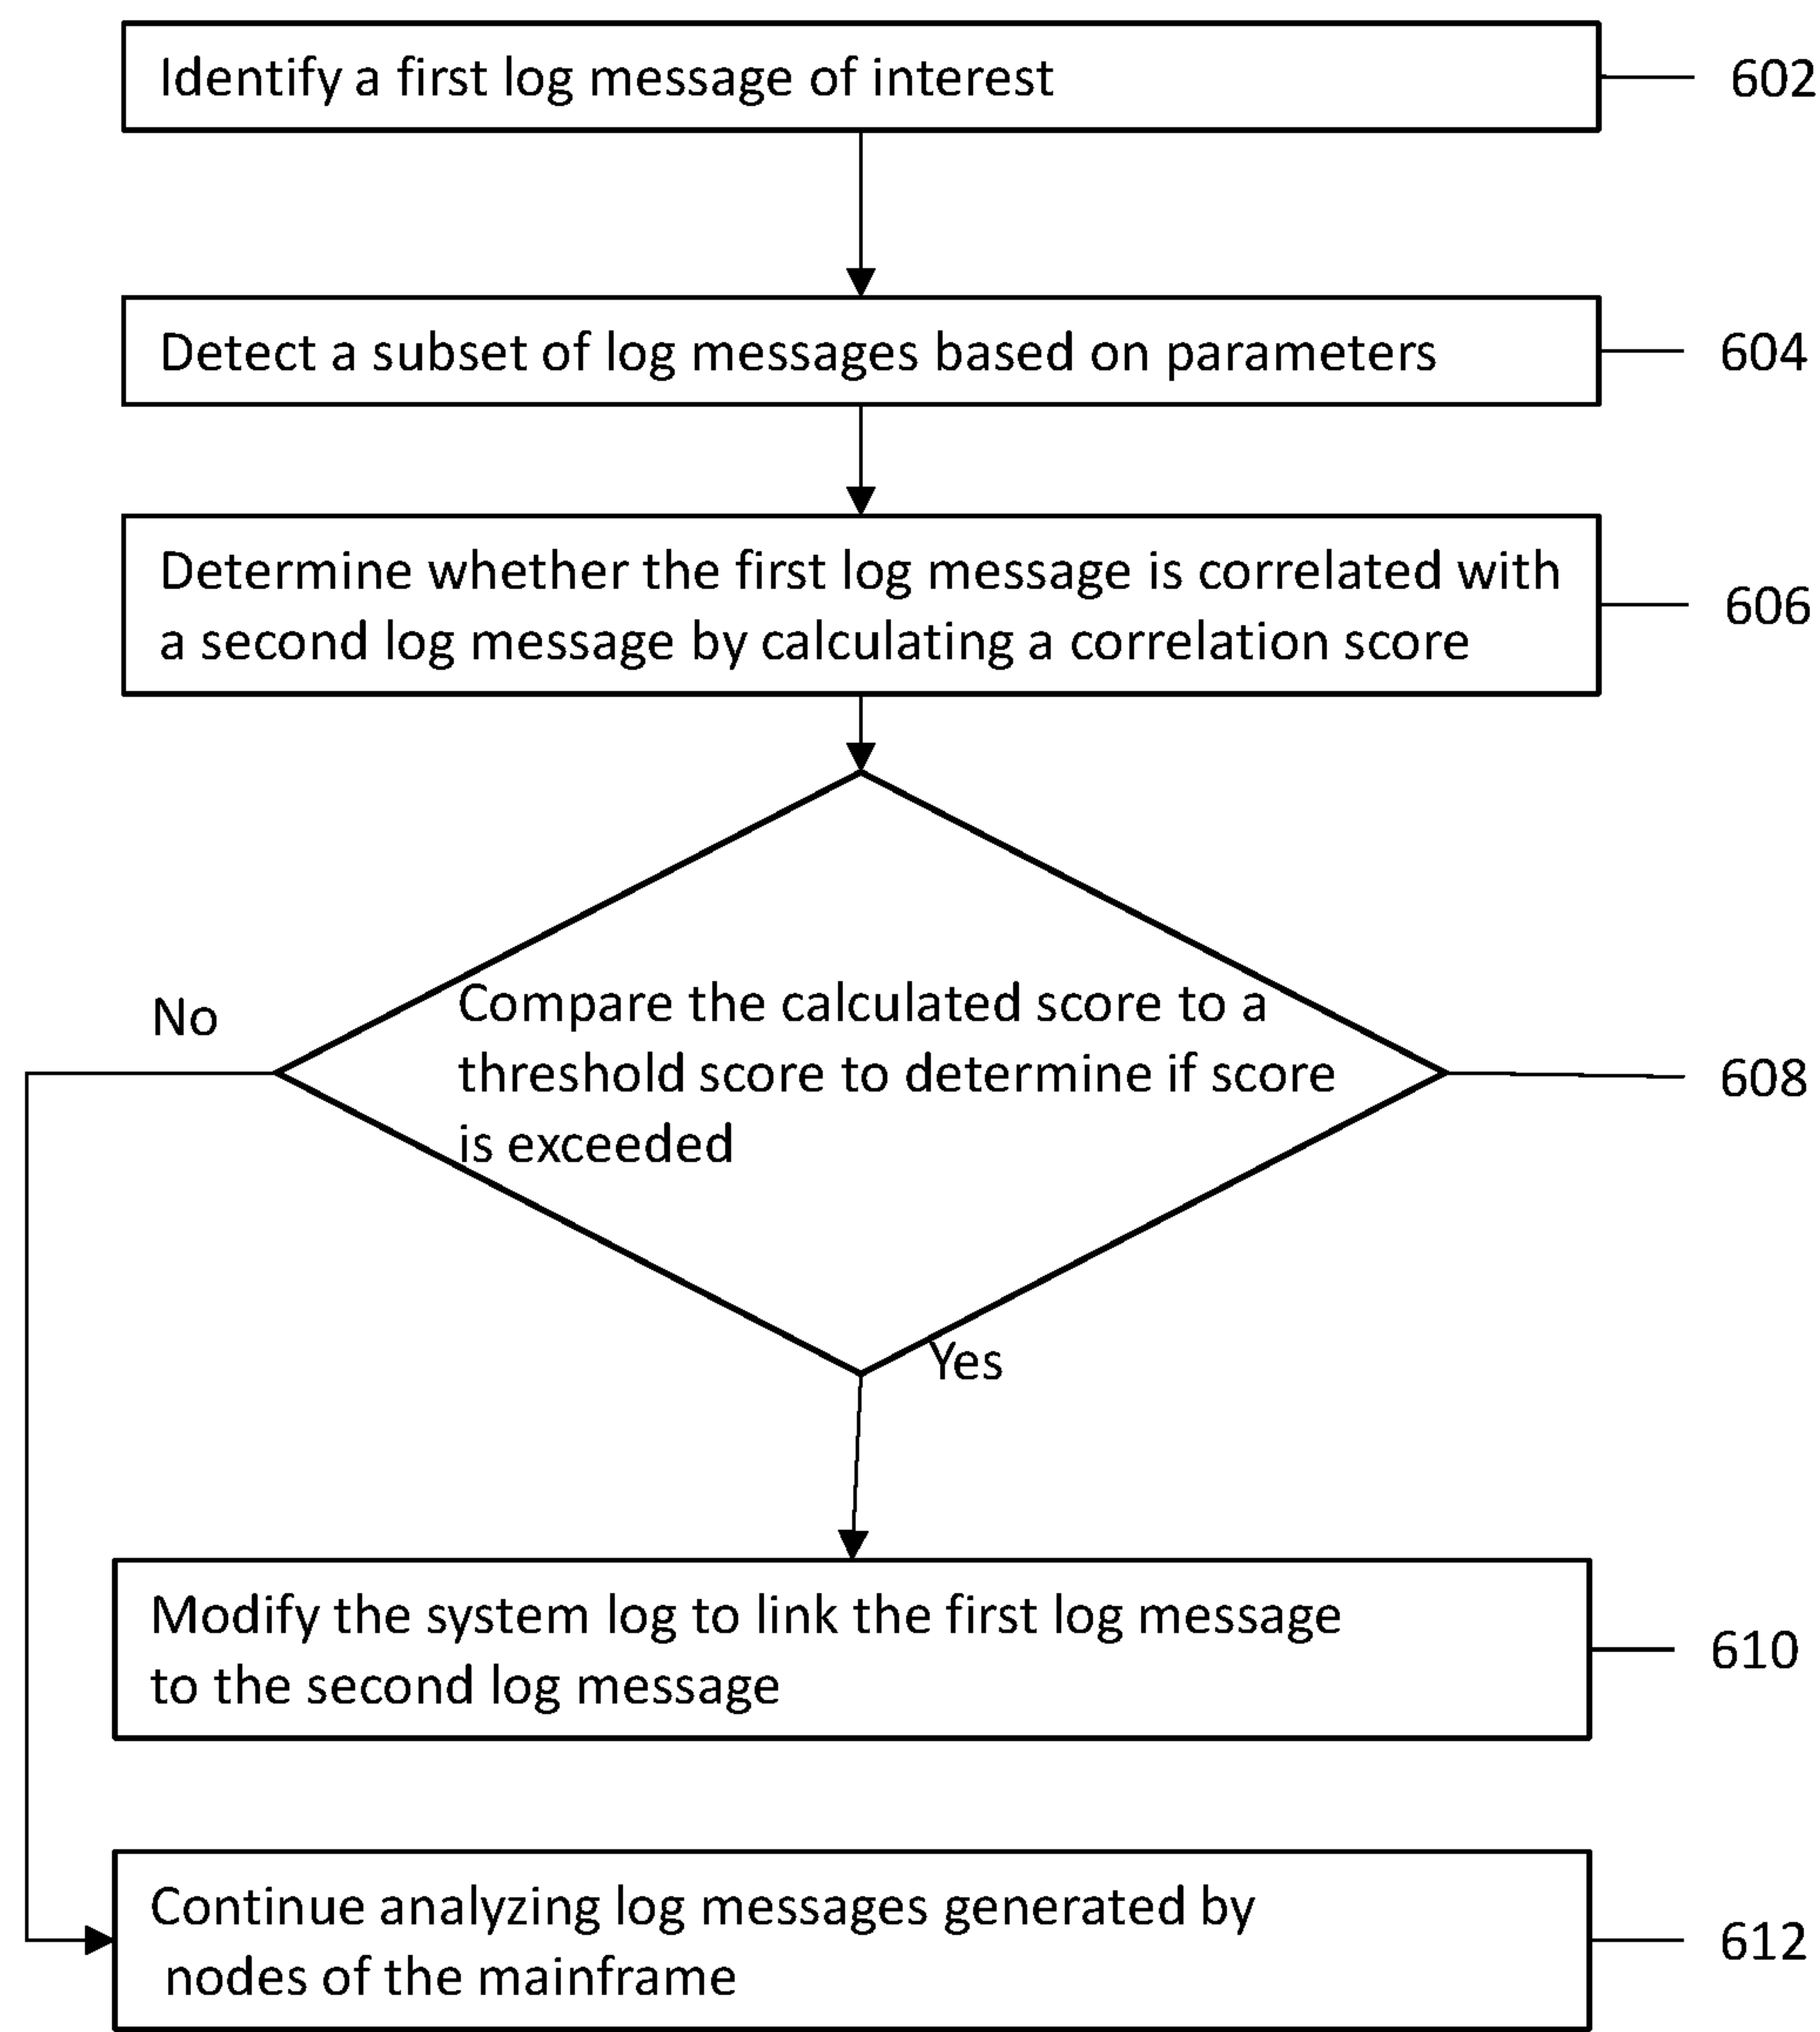 Identify a first log message of interest
602
Detect a subset of log messages based on parameters
604
Determine whether the first log message is correlated with
a second log message by calculating a correlation score
606
No
Compare the calculated score to a
threshold score to determine if score
is exceeded
608
Yes
Modify the system log to link the first log message
to the second log message
610
Continue analyzing log messages generated by
nodes of the mainframe
612